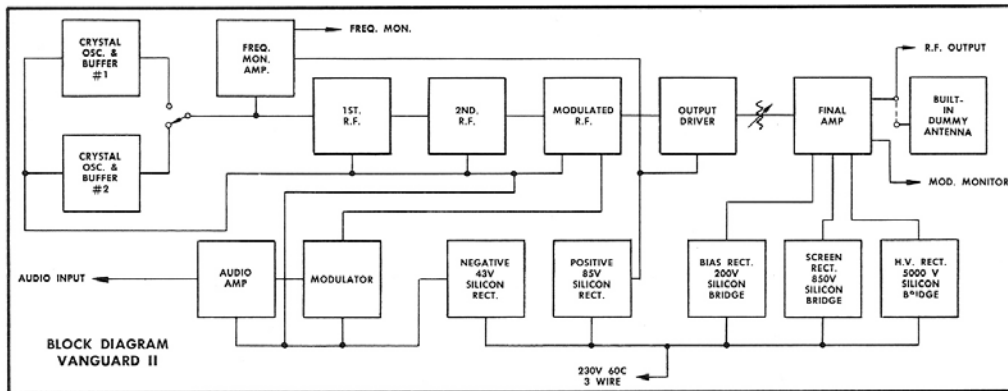 CRYSTAL
OSC. &
BUFFER
#1
FREQ.
MON.
AMP.
FREQ. MON.
R.F. OUTPUT
CRYSTAL
OSC. &
BUFFER
#2
1ST.
R.F.
2ND.
R.F.
MODULATED
R.F.
OUTPUT
DRIVER
FINAL
AMP
BUILT-
IN
DUMMY
ANTENNA
MOD. MONITOR
AUDIO INPUT
AUDIO
AMP
MODULATOR
NEGATIVE
43V
SILICON
RECT.
POSITIVE
85V
SILICON
RECT.
BIAS RECT.
200V
SILICON
BRIDGE
SCREEN
RECT.
850V
SILICON
BRIDGE
H.V. RECT.
5000 V
SILICON
BRIDGE
BLOCK DIAGRAM
VANGUARD II
230V 60C
3 WIRE